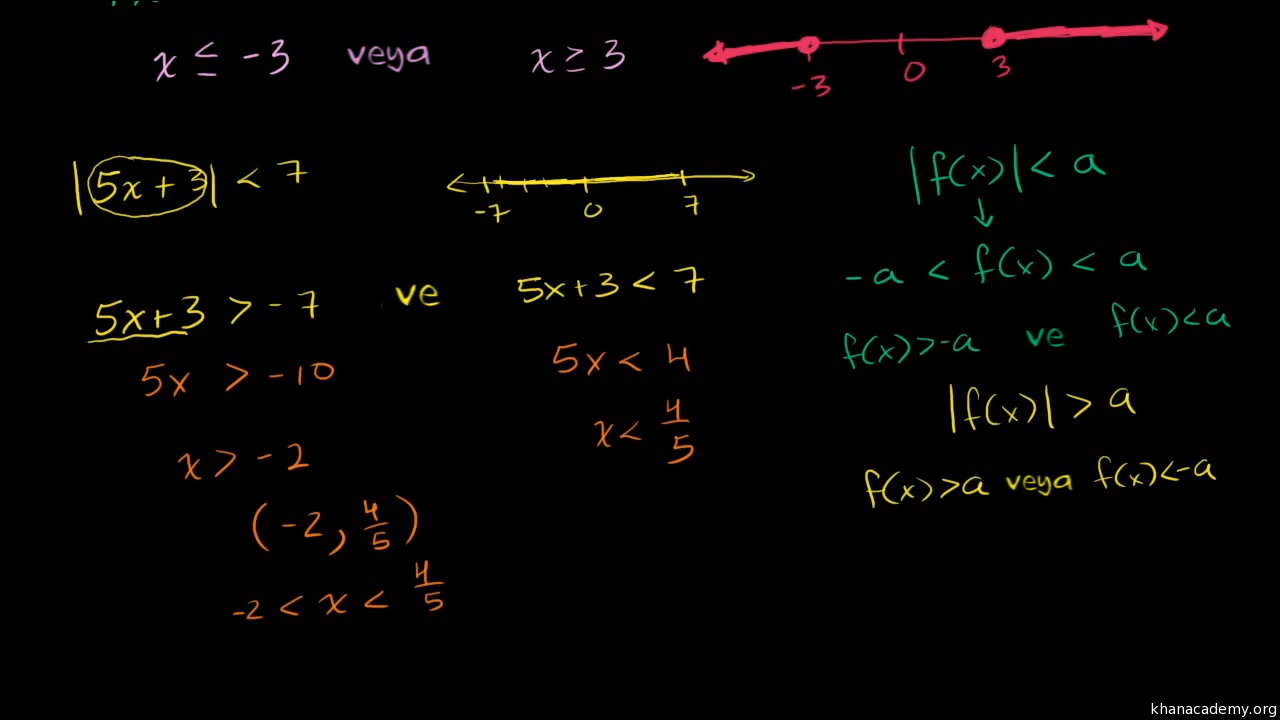 x ≤ -3 veya x ≥ 3
-3 0 3
|5x + 3| < 7
-7 0 7
5x+3 > -7 ve 5x+3 < 7
5x > -10 5x < 4
x > -2 x < 4/5
(-2, 4/5)
-2 < x < 4/5
|f(x)| < a
↓
-a < f(x) < a
f(x) > -a ve f(x) < a
|f(x)| > a
f(x) > a veya f(x) < -a
khanacademy.org